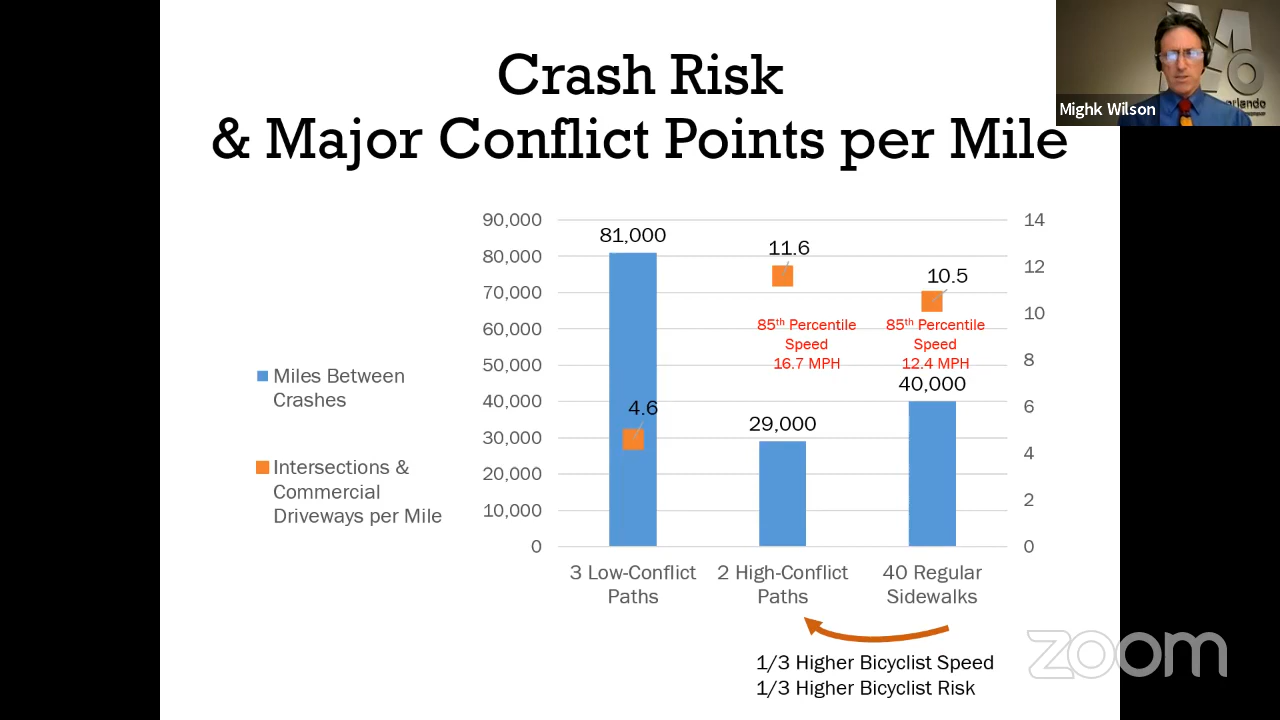 Crash Risk
& Major Conflict Points per Mile
Mighk Wilson
orlando
90,000
80,000
70,000
60,000
50,000
40,000
30,000
20,000
10,000
0
14
12
10
8
6
4
2
0
81,000
4.6
11.6
85th Percentile
Speed
16.7 MPH
29,000
10.5
85th Percentile
Speed
12.4 MPH
40,000
Miles Between
Crashes
Intersections &
Commercial
Driveways per Mile
3 Low-Conflict
Paths
2 High-Conflict
Paths
40 Regular
Sidewalks
1/3 Higher Bicyclist Speed
1/3 Higher Bicyclist Risk
zoom